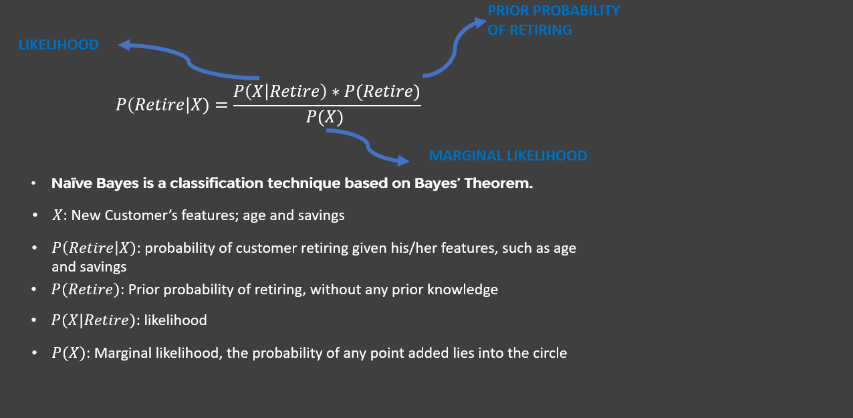 PRIOR PROBABILITY
OF RETIRING
LIKELIHOOD
P(Retire|X) = P(X|Retire) ∗ P(Retire) / P(X)
MARGINAL LIKELIHOOD
• Naïve Bayes is a classification technique based on Bayes’ Theorem.
• X: New Customer’s features; age and savings
• P(Retire|X): probability of customer retiring given his/her features, such as age
and savings
• P(Retire): Prior probability of retiring, without any prior knowledge
• P(X|Retire): likelihood
• P(X): Marginal likelihood, the probability of any point added lies into the circle